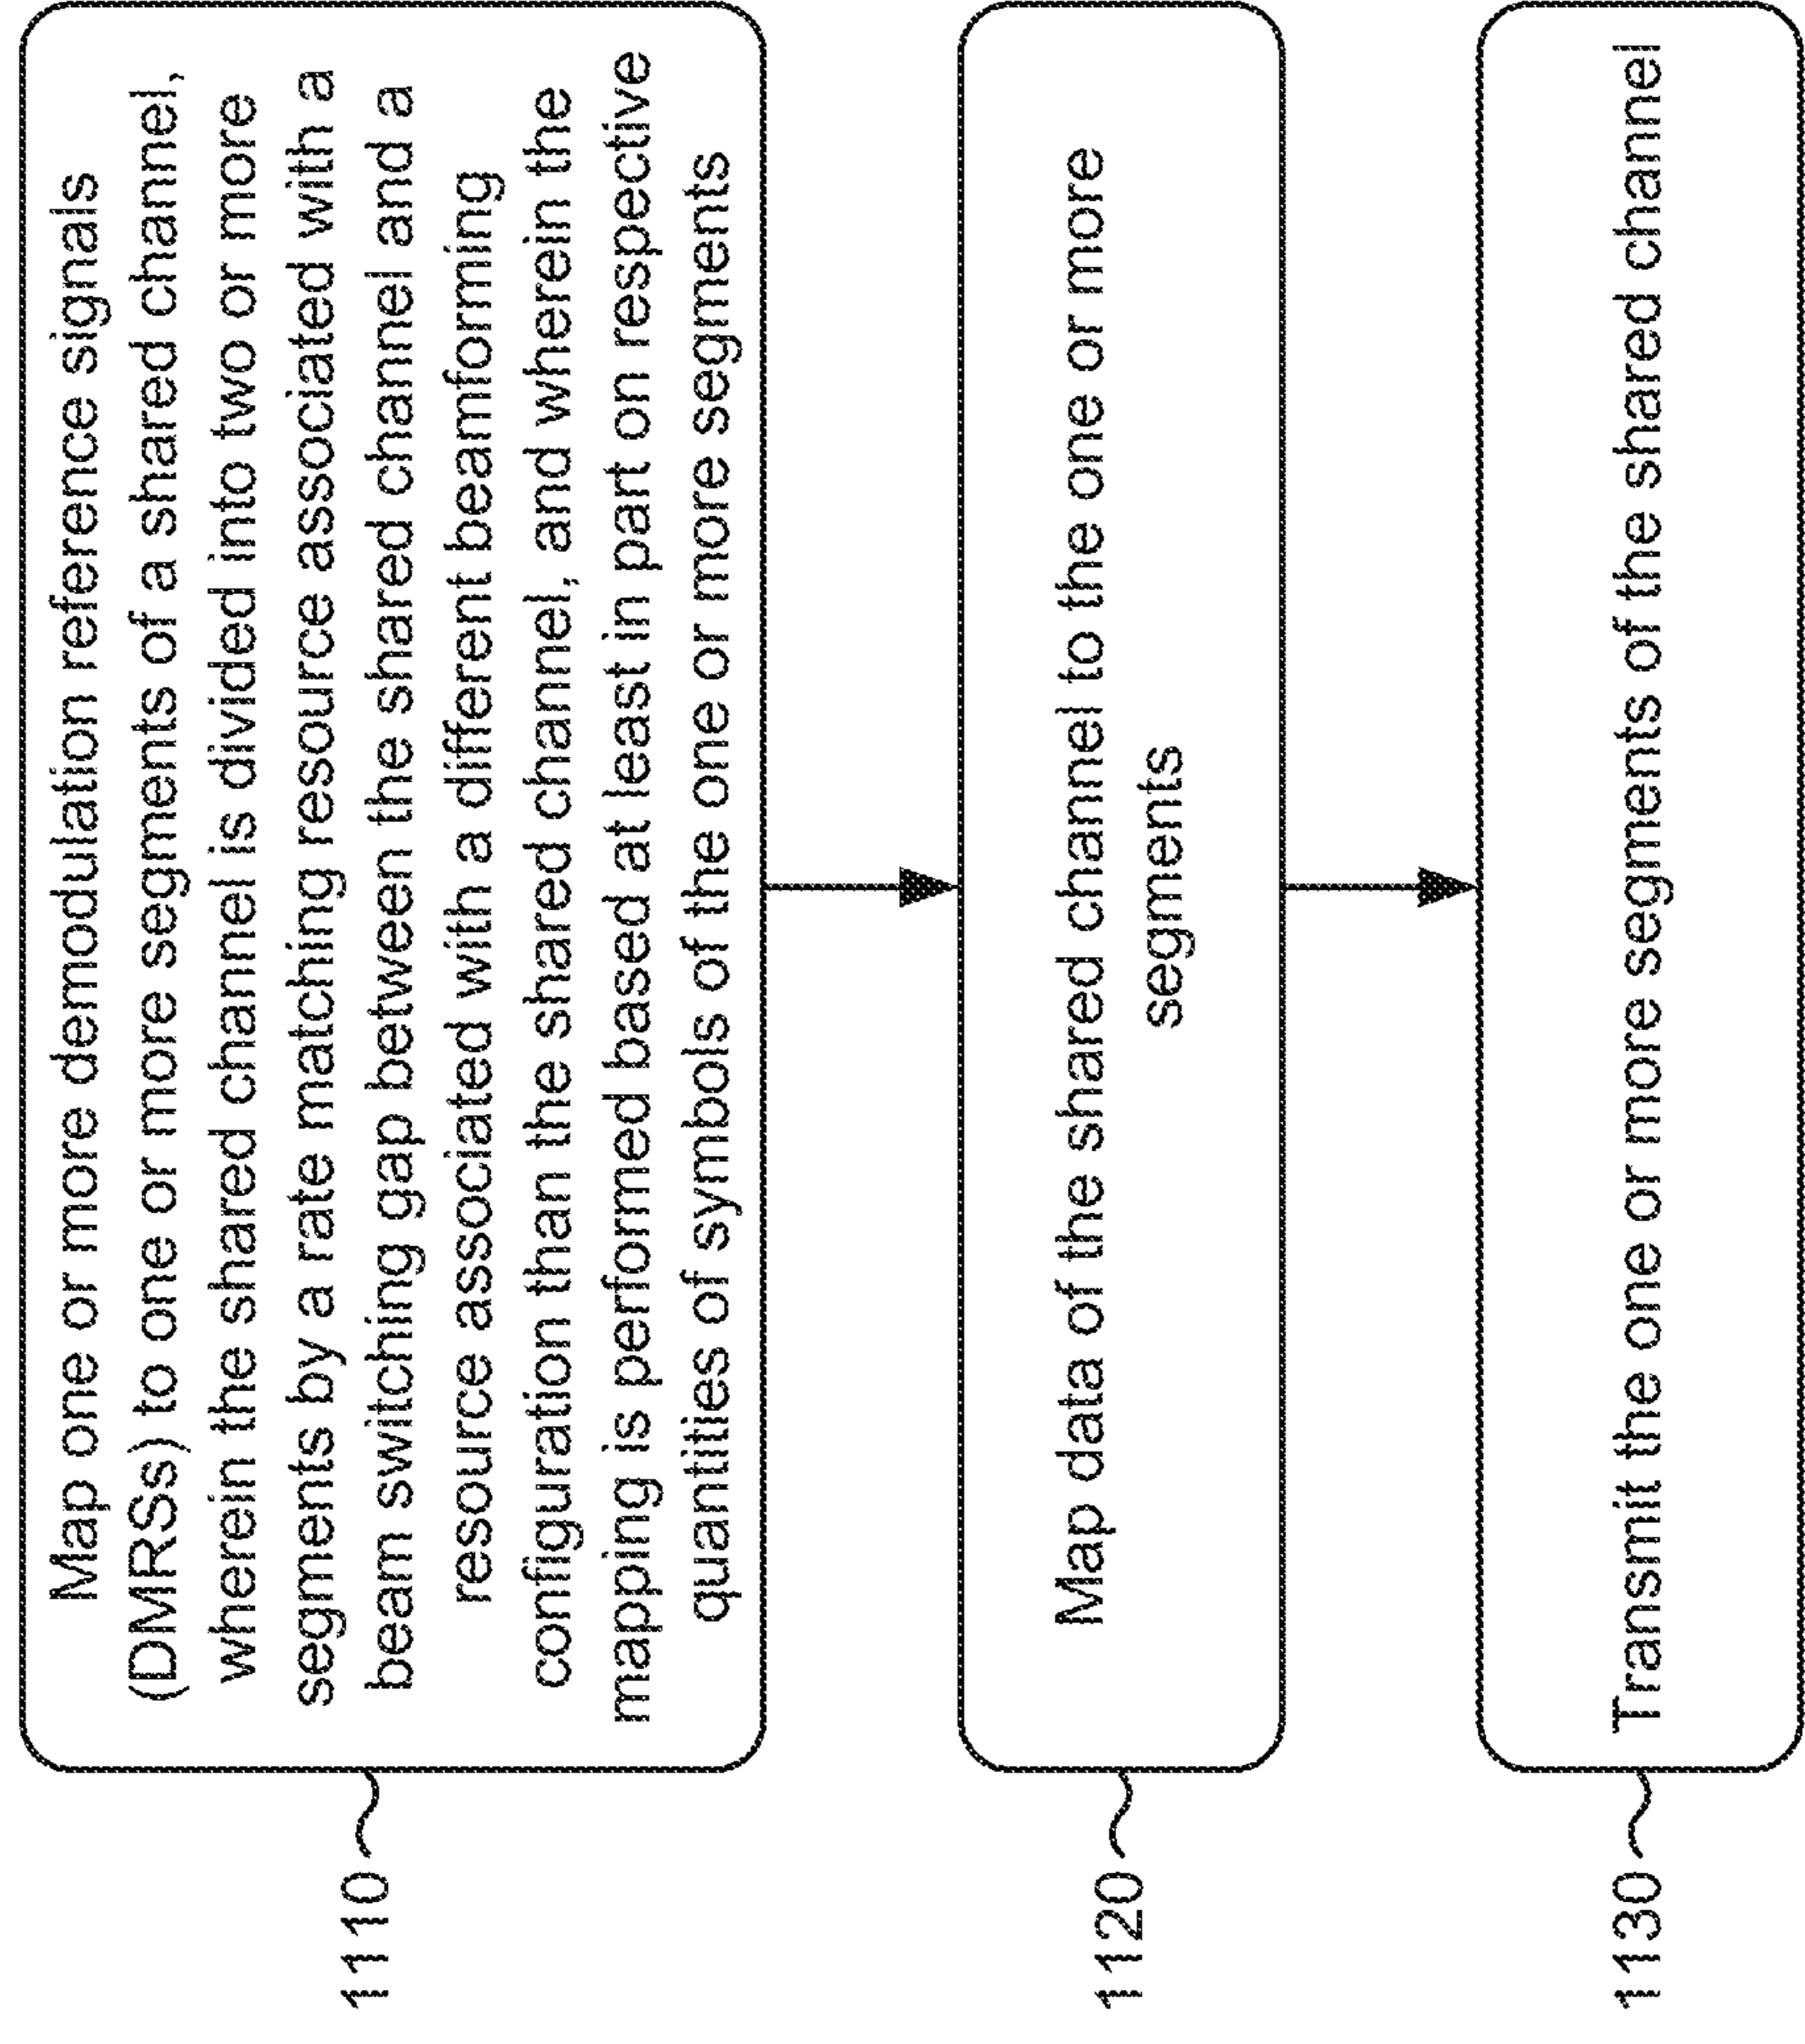 1110
Map one or more demodulation reference signals
(DMRSs) to one or more segments of a shared channel,
wherein the shared channel is divided into two or more
segments by a rate matching resource associated with a
beam switching gap between the shared channel and a
resource associated with a different beamforming
configuration than the shared channel, and wherein the
mapping is performed based at least in part on respective
quantities of symbols of the one or more segments
1120
Map data of the shared channel to the one or more
segments
1130
Transmit the one or more segments of the shared channel